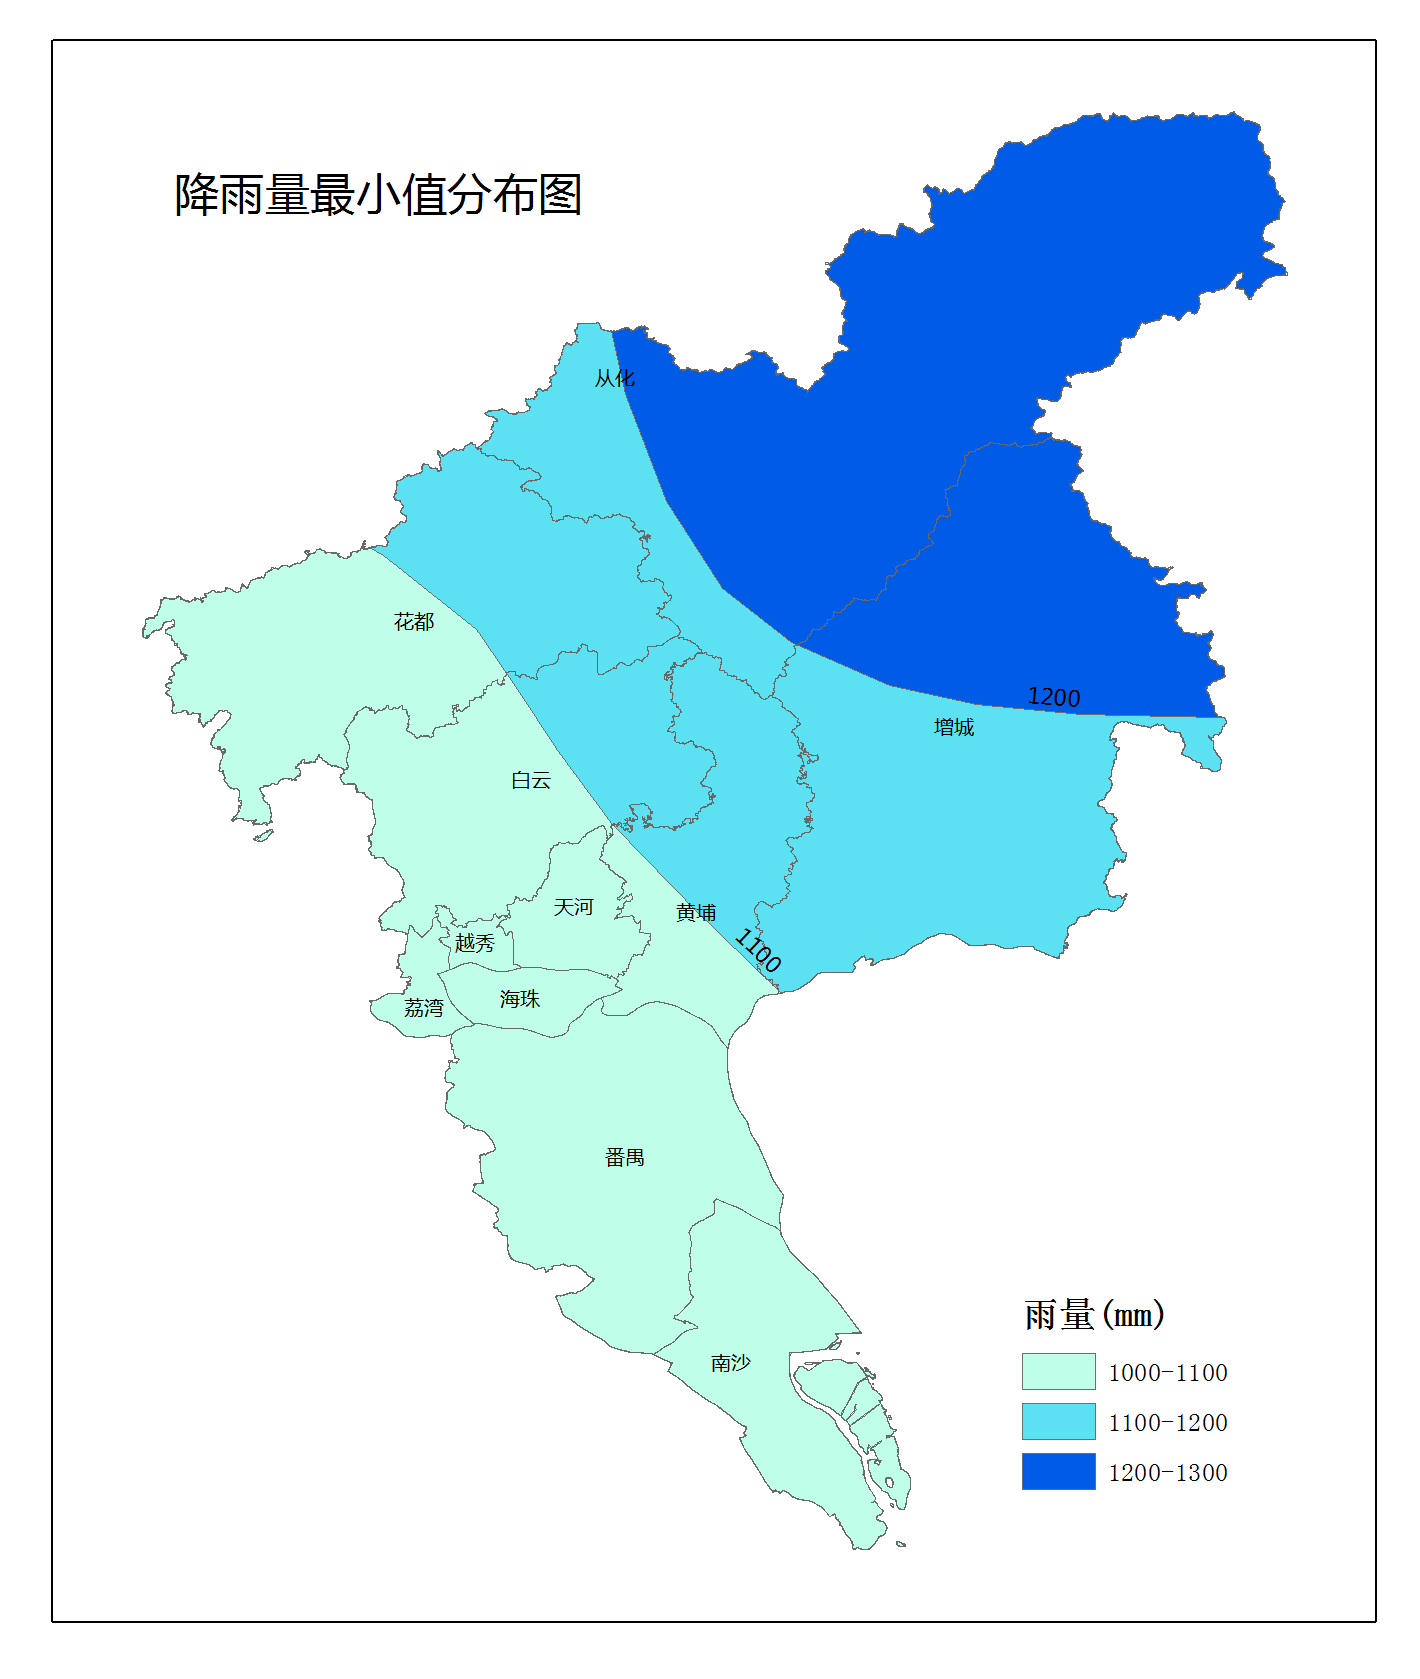 降雨量最小值分布图
从化
花都
1200
增城
白云
天河
黄埔
越秀
1100
海珠
荔湾
番禺
南沙
雨量(mm)
1000-1100
1100-1200
1200-1300